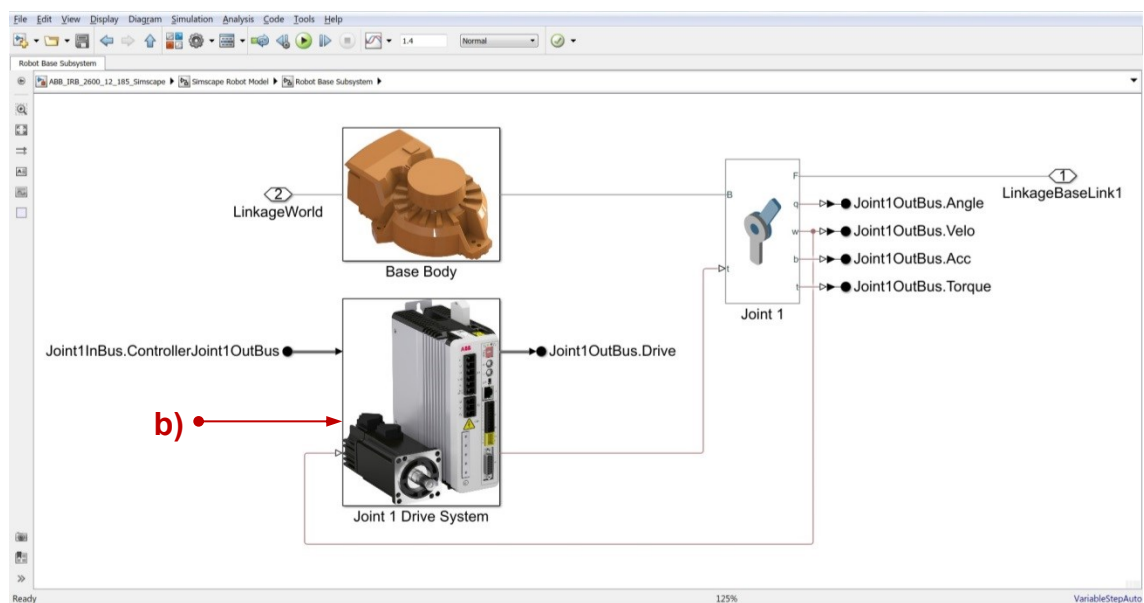 File Edit View Display Diagram Simulation Analysis Code Tools Help
1.4 Normal
Robot Base Subsystem
ABB_IRB_2600_12_185_Simscape Simscape Robot Model Robot Base Subsystem
2
LinkageWorld
Base Body
B
t
F
q
w
b
t
Joint 1
1
LinkageBaseLink1
Joint1OutBus.Angle
Joint1OutBus.Velo
Joint1OutBus.Acc
Joint1OutBus.Torque
Joint1InBus.ControllerJoint1OutBus
ABB
Joint1OutBus.Drive
b)
Joint 1 Drive System
Ready 125% VariableStepAuto